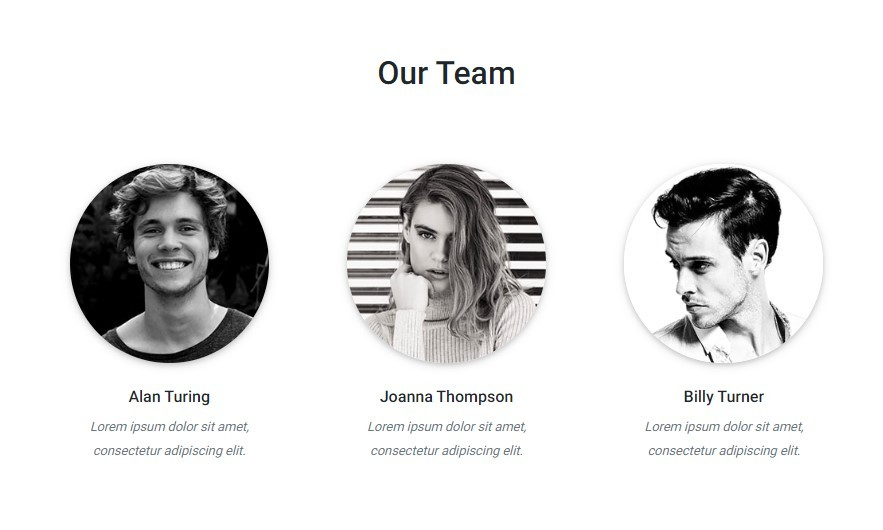 Our Team
Alan Turing
Joanna Thompson
Billy Turner
Lorem ipsum dolor sit amet,
consectetur adipiscing elit.
Lorem ipsum dolor sit amet,
consectetur adipiscing elit.
Lorem ipsum dolor sit amet,
consectetur adipiscing elit.